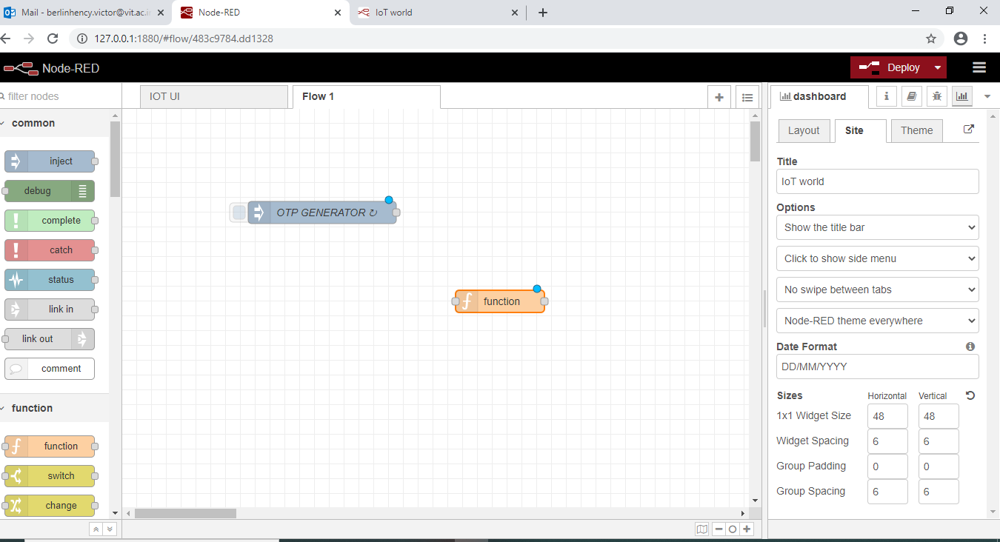 Mail - berlinhency.victor@vit.ac.i
Node-RED
IoT world
127.0.0.1:1880/#flow/483c9784.dd1328
Node-RED
Deploy
filter nodes
IOT UI
Flow 1
dashboard
common
inject
debug
complete
catch
status
link in
link out
comment
function
function
switch
change
OTP GENERATOR ↻
function
Layout
Site
Theme
Title
IoT world
Options
Show the title bar
Click to show side menu
No swipe between tabs
Node-RED theme everywhere
Date Format
DD/MM/YYYY
Sizes Horizontal Vertical
1x1 Widget Size 48 48
Widget Spacing 6 6
Group Padding 0 0
Group Spacing 6 6